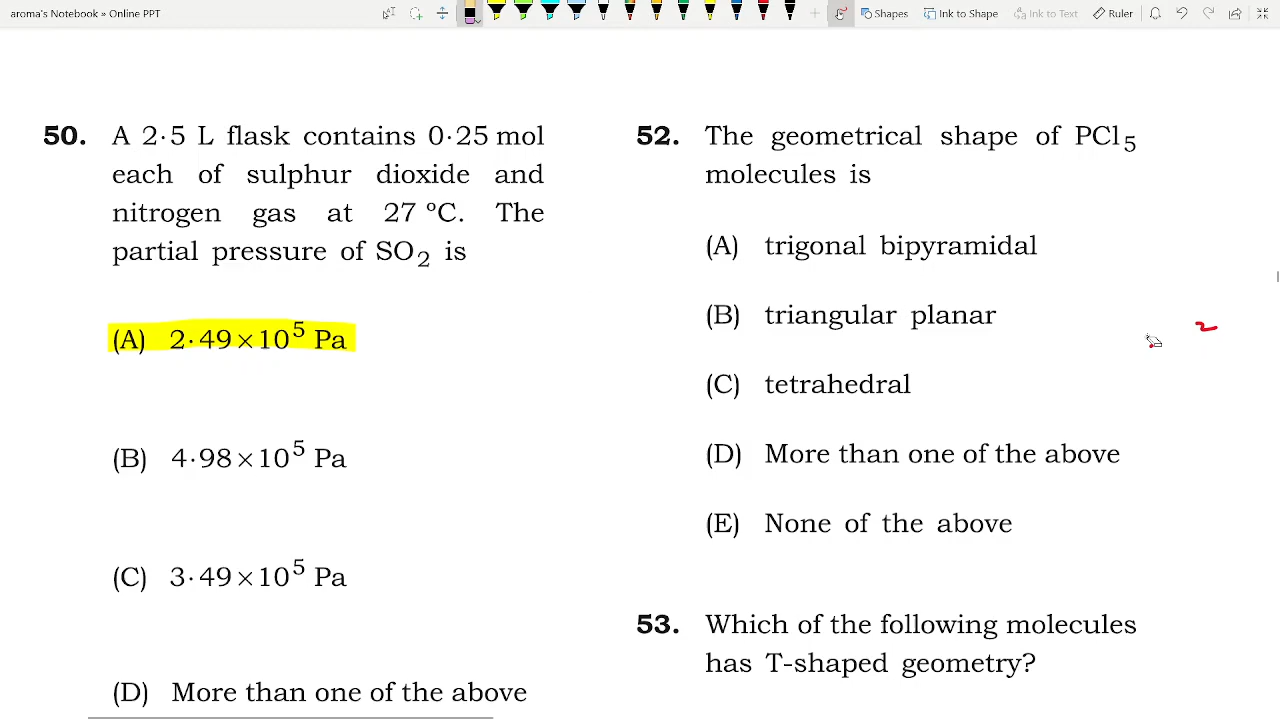 aroma's Notebook » Online PPT
Shapes Ink to Shape Ink to Text Ruler
50. A 2·5 L flask contains 0·25 mol
each of sulphur dioxide and
nitrogen gas at 27 °C. The
partial pressure of SO2 is
(A) 2·49×10^5 Pa
(B) 4·98×10^5 Pa
(C) 3·49×10^5 Pa
(D) More than one of the above
52. The geometrical shape of PCl5
molecules is
(A) trigonal bipyramidal
(B) triangular planar
(C) tetrahedral
(D) More than one of the above
(E) None of the above
53. Which of the following molecules
has T-shaped geometry?